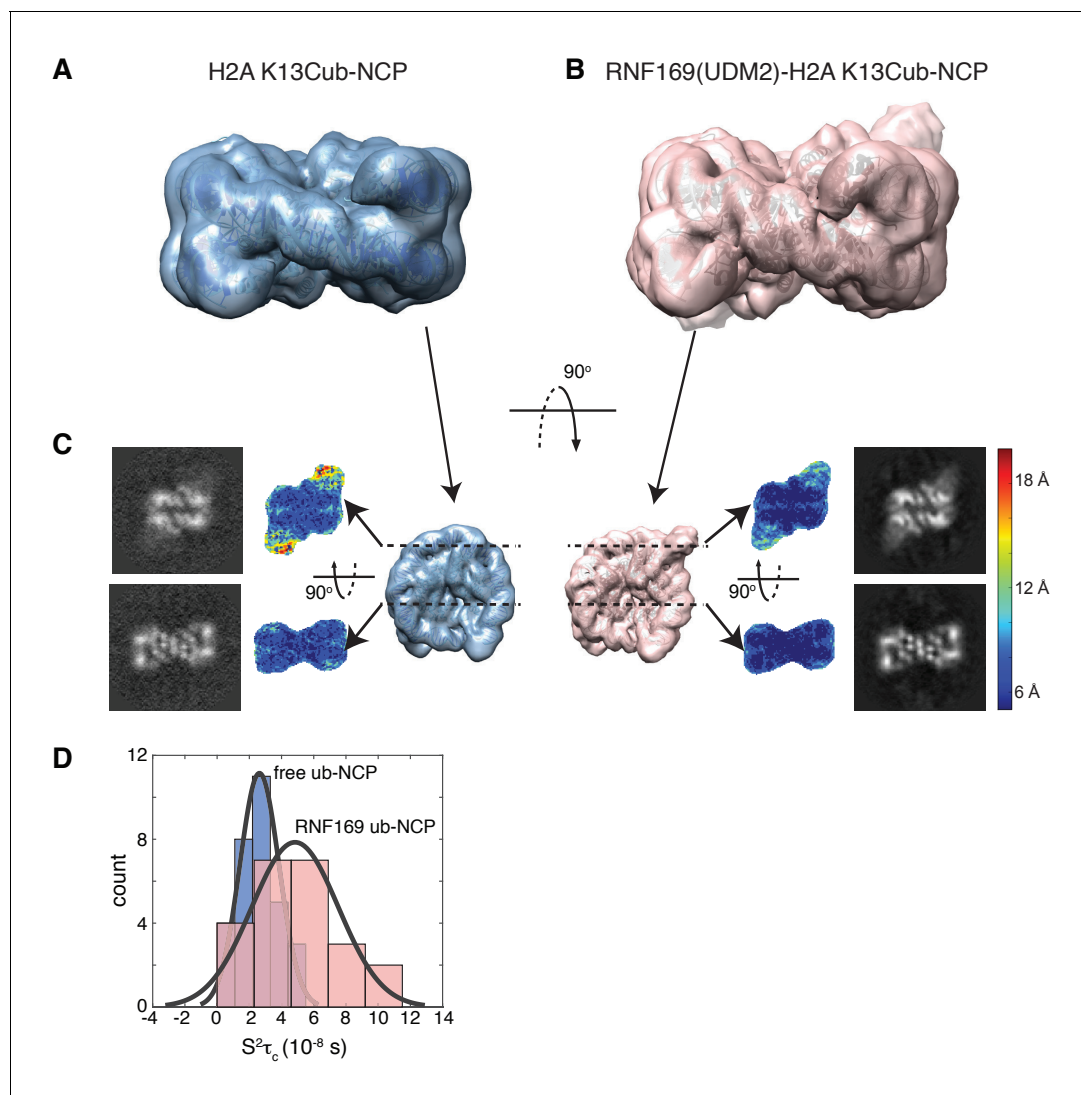 A
H2A K13Cub-NCP
B
RNF169(UDM2)-H2A K13Cub-NCP
90°
C
90°
90°
18 Å
12 Å
6 Å
D
12
8
4
0
count
free ub-NCP
RNF169 ub-NCP
-4 -2 0 2 4 6 8 10 12 14
S²τc (10⁻⁸ s)